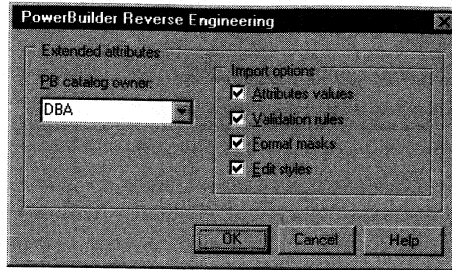 PowerBuilder Reverse Engineering
Extended attributes
PB catalog owner:
DBA
Import options
Attributes values
Validation rules
Formal masks
Edit styles
OK
Cancel
Help